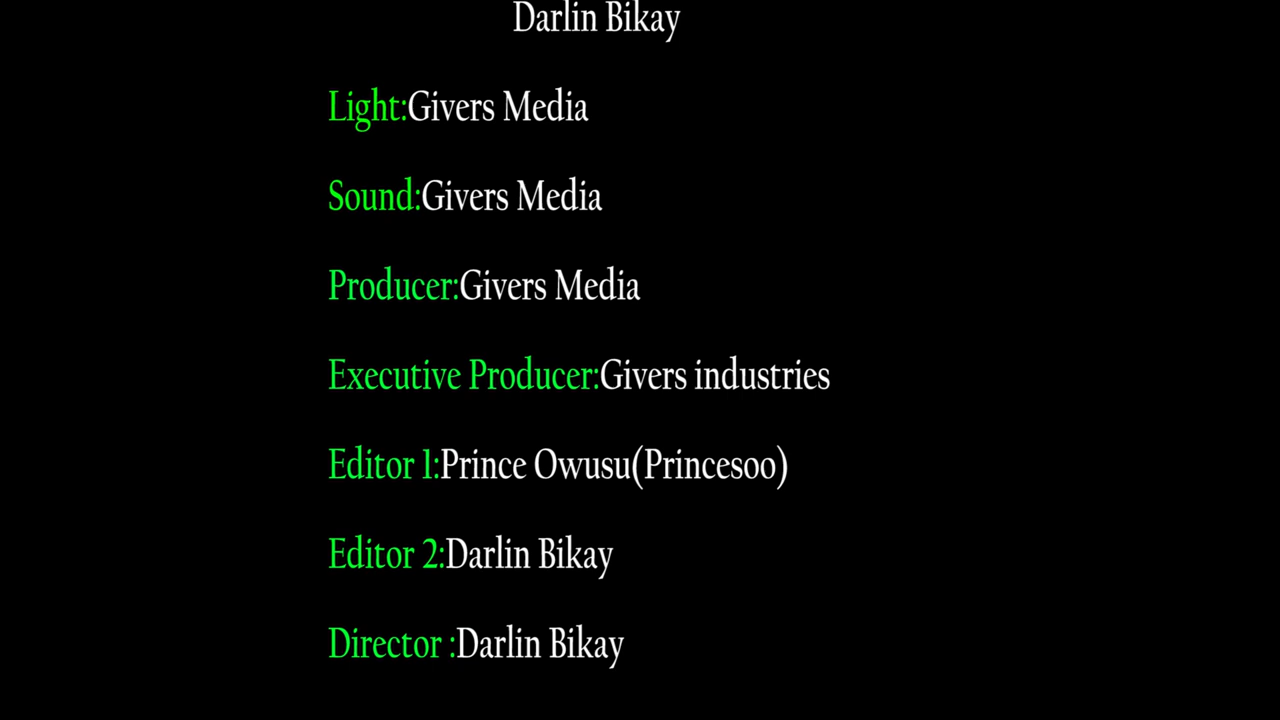 Darlin Bikay
Light:Givers Media
Sound:Givers Media
Producer:Givers Media
Executive Producer:Givers industries
Editor 1:Prince Owusu(Princesoo)
Editor 2:Darlin Bikay
Director :Darlin Bikay